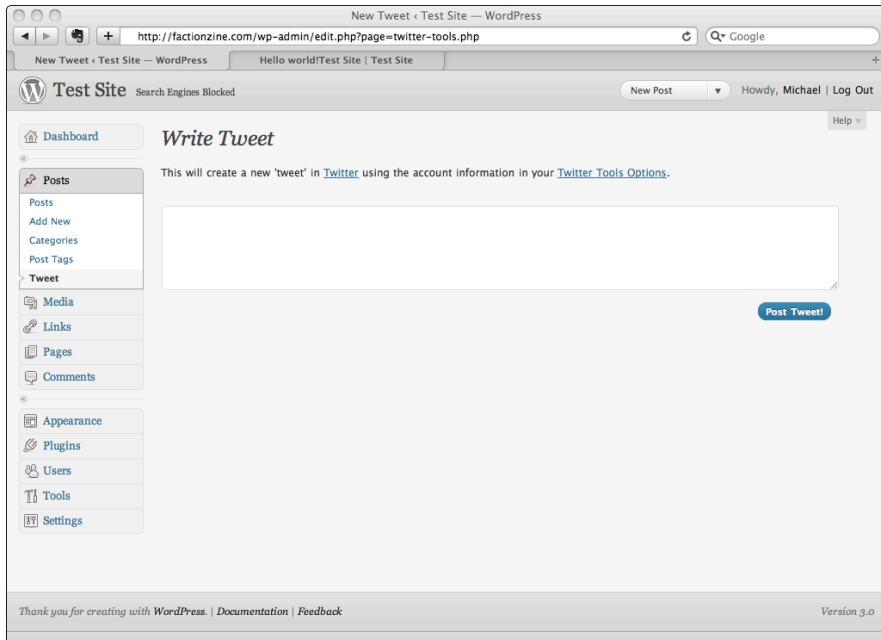 New Tweet ‹ Test Site — WordPress
http://factionzine.com/wp-admin/edit.php?page=twitter-tools.php
Google
New Tweet ‹ Test Site — WordPress
Hello world!Test Site | Test Site
Test Site
Search Engines Blocked
New Post
Howdy, Michael | Log Out
Help
Dashboard
Write Tweet
This will create a new 'tweet' in Twitter using the account information in your Twitter Tools Options.
Posts
Posts
Add New
Categories
Post Tags
Tweet
Post Tweet!
Media
Links
Pages
Comments
Appearance
Plugins
Users
Tools
Settings
Thank you for creating with WordPress. | Documentation | Feedback
Version 3.0